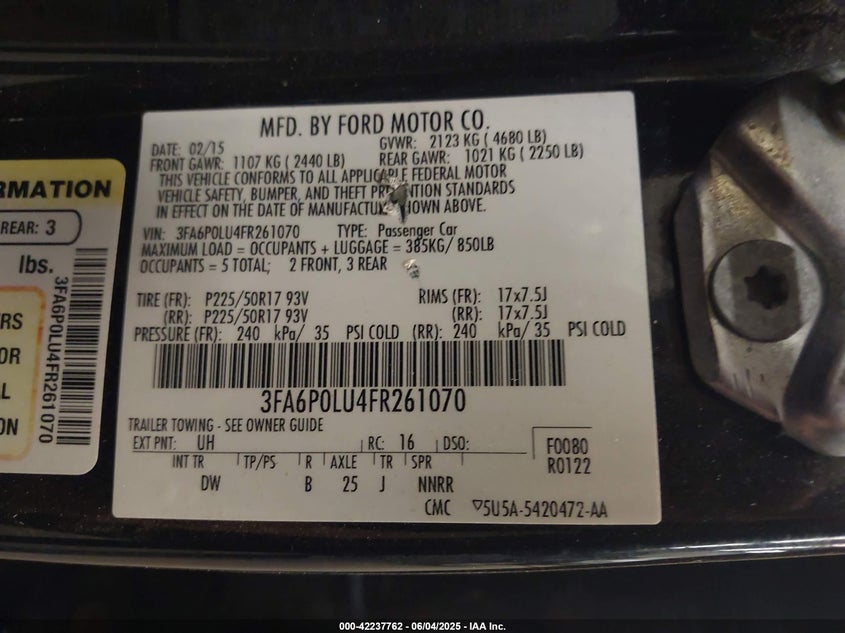 MFD. BY FORD MOTOR CO.
DATE: 02/15 GVWR: 2123 KG ( 4680 LB)
FRONT GAWR: 1107 KG ( 2440 LB) REAR GAWR: 1021 KG ( 2250 LB)
THIS VEHICLE CONFORMS TO ALL APPLICABLE FEDERAL MOTOR
VEHICLE SAFETY, BUMPER, AND THEFT STANDARDS
IN EFFECT ON THE DATE OF SHOWN ABOVE.
VIN: 3FA6P0LU4FR261070 TYPE: Passenger Car
MAXIMUM LOAD = OCCUPANTS + LUGGAGE = 385KG/ 850LB
OCCUPANTS = 5 TOTAL; 2 FRONT, 3 REAR
TIRE (FR): P225/50R17 93V RIMS (FR): 17x7.5J
(RR): P225/50R17 93V (RR): 17x7.5J
PRESSURE (FR): 240 kPa/ 35 PSI COLD (RR): 240 kPa/ 35 PSI COLD
3FA6P0LU4FR261070
TRAILER TOWING - SEE OWNER GUIDE
EXT PNT: UH RC: 16 DSO: F0080
R0122
INT TR TP/PS R AXLE TR SPR
DW B 25 J NNRR
CMC ▽5U5A-5420472-AA
RMATION
REAR: 3
lbs.
3FA6P0LU4FR261070
000-42237762 - 06/04/2025 - IAA Inc.